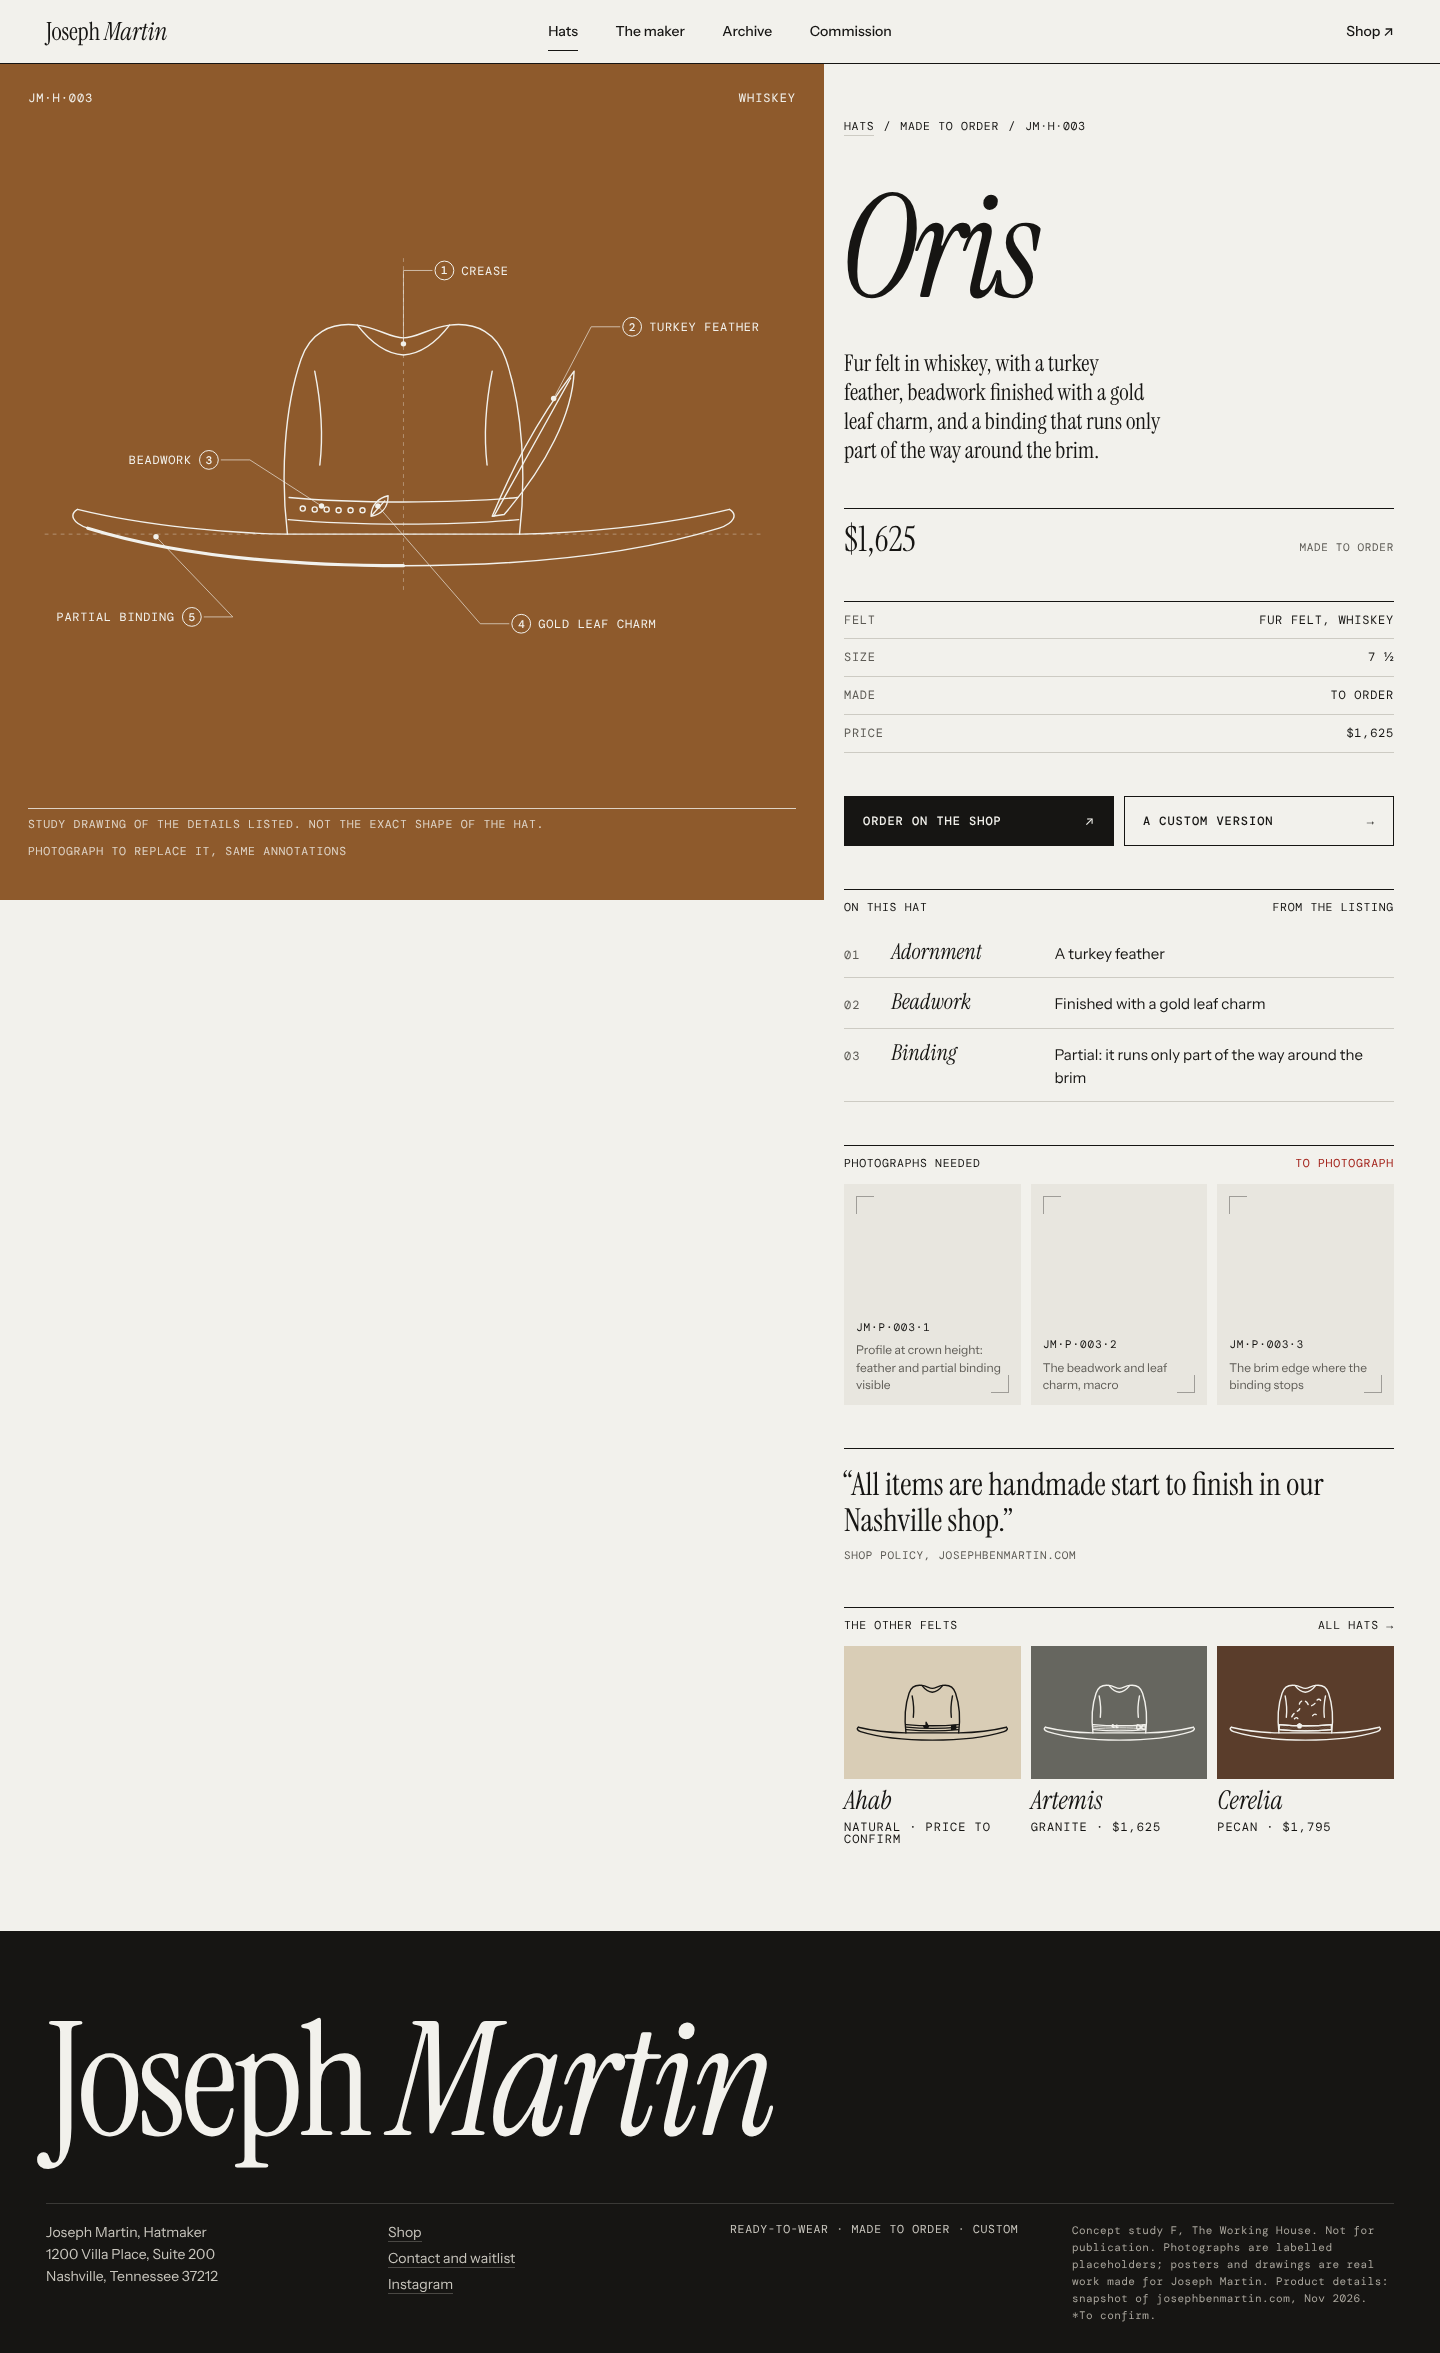 Joseph Martin
Hats
The maker
Archive
Commission
Shop ↗
JM·H·003
WHISKEY
1 CREASE
2 TURKEY FEATHER
BEADWORK 3
PARTIAL BINDING 5
4 GOLD LEAF CHARM
STUDY DRAWING OF THE DETAILS LISTED. NOT THE EXACT SHAPE OF THE HAT.
PHOTOGRAPH TO REPLACE IT, SAME ANNOTATIONS
HATS / MADE TO ORDER / JM·H·003
Oris
Fur felt in whiskey, with a turkey
feather, beadwork finished with a gold
leaf charm, and a binding that runs only
part of the way around the brim.
$1,625
MADE TO ORDER
FELT
FUR FELT, WHISKEY
SIZE
7 ½
MADE
TO ORDER
PRICE
$1,625
ORDER ON THE SHOP ↗
A CUSTOM VERSION →
ON THIS HAT
FROM THE LISTING
01 Adornment A turkey feather
02 Beadwork Finished with a gold leaf charm
03 Binding Partial: it runs only part of the way around the
brim
PHOTOGRAPHS NEEDED
TO PHOTOGRAPH
JM·P·003·1
Profile at crown height:
feather and partial binding
visible
JM·P·003·2
The beadwork and leaf
charm, macro
JM·P·003·3
The brim edge where the
binding stops
“All items are handmade start to finish in our
Nashville shop.”
SHOP POLICY, JOSEPHBENMARTIN.COM
THE OTHER FELTS
ALL HATS →
Ahab
NATURAL · PRICE TO
CONFIRM
Artemis
GRANITE · $1,625
Cerelia
PECAN · $1,795
Joseph Martin
Joseph Martin, Hatmaker
1200 Villa Place, Suite 200
Nashville, Tennessee 37212
Shop
Contact and waitlist
Instagram
READY-TO-WEAR · MADE TO ORDER · CUSTOM
Concept study F, The Working House. Not for
publication. Photographs are labelled
placeholders; posters and drawings are real
work made for Joseph Martin. Product details:
snapshot of josephbenmartin.com, Nov 2026.
*To confirm.